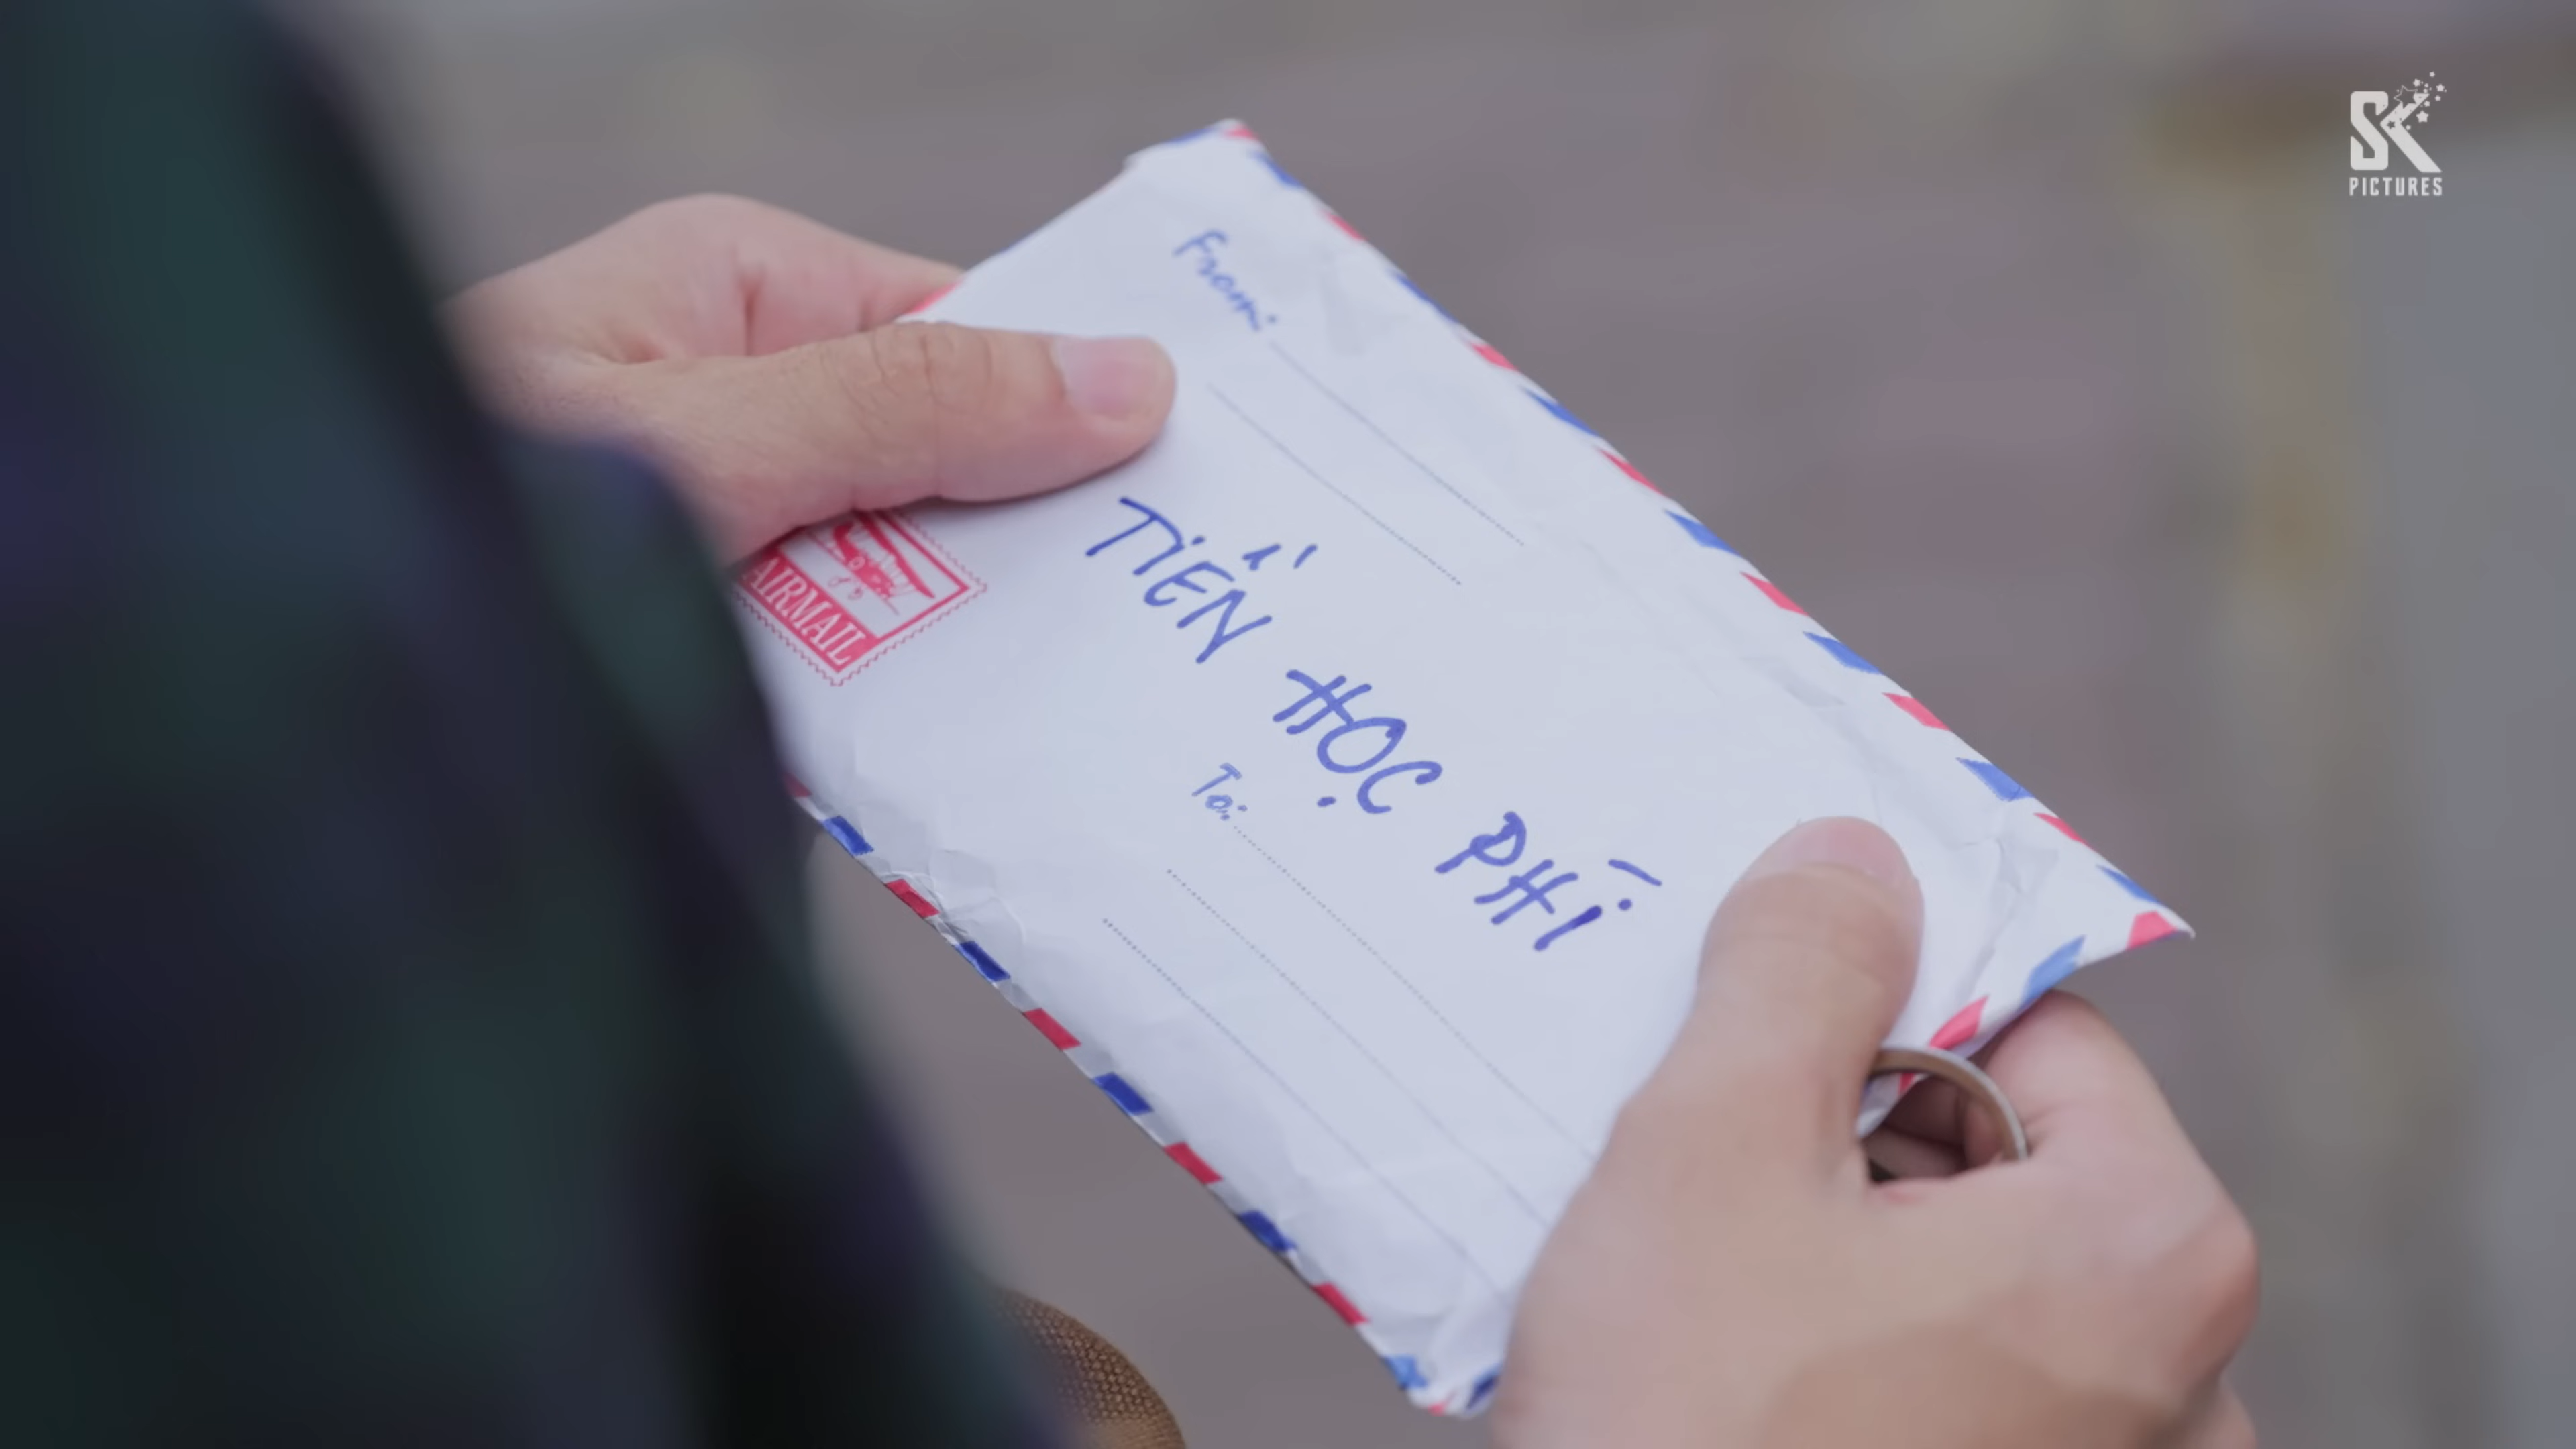 SK
PICTURES
From:
TIỀN HỌC PHÍ
To:
AIRMAIL